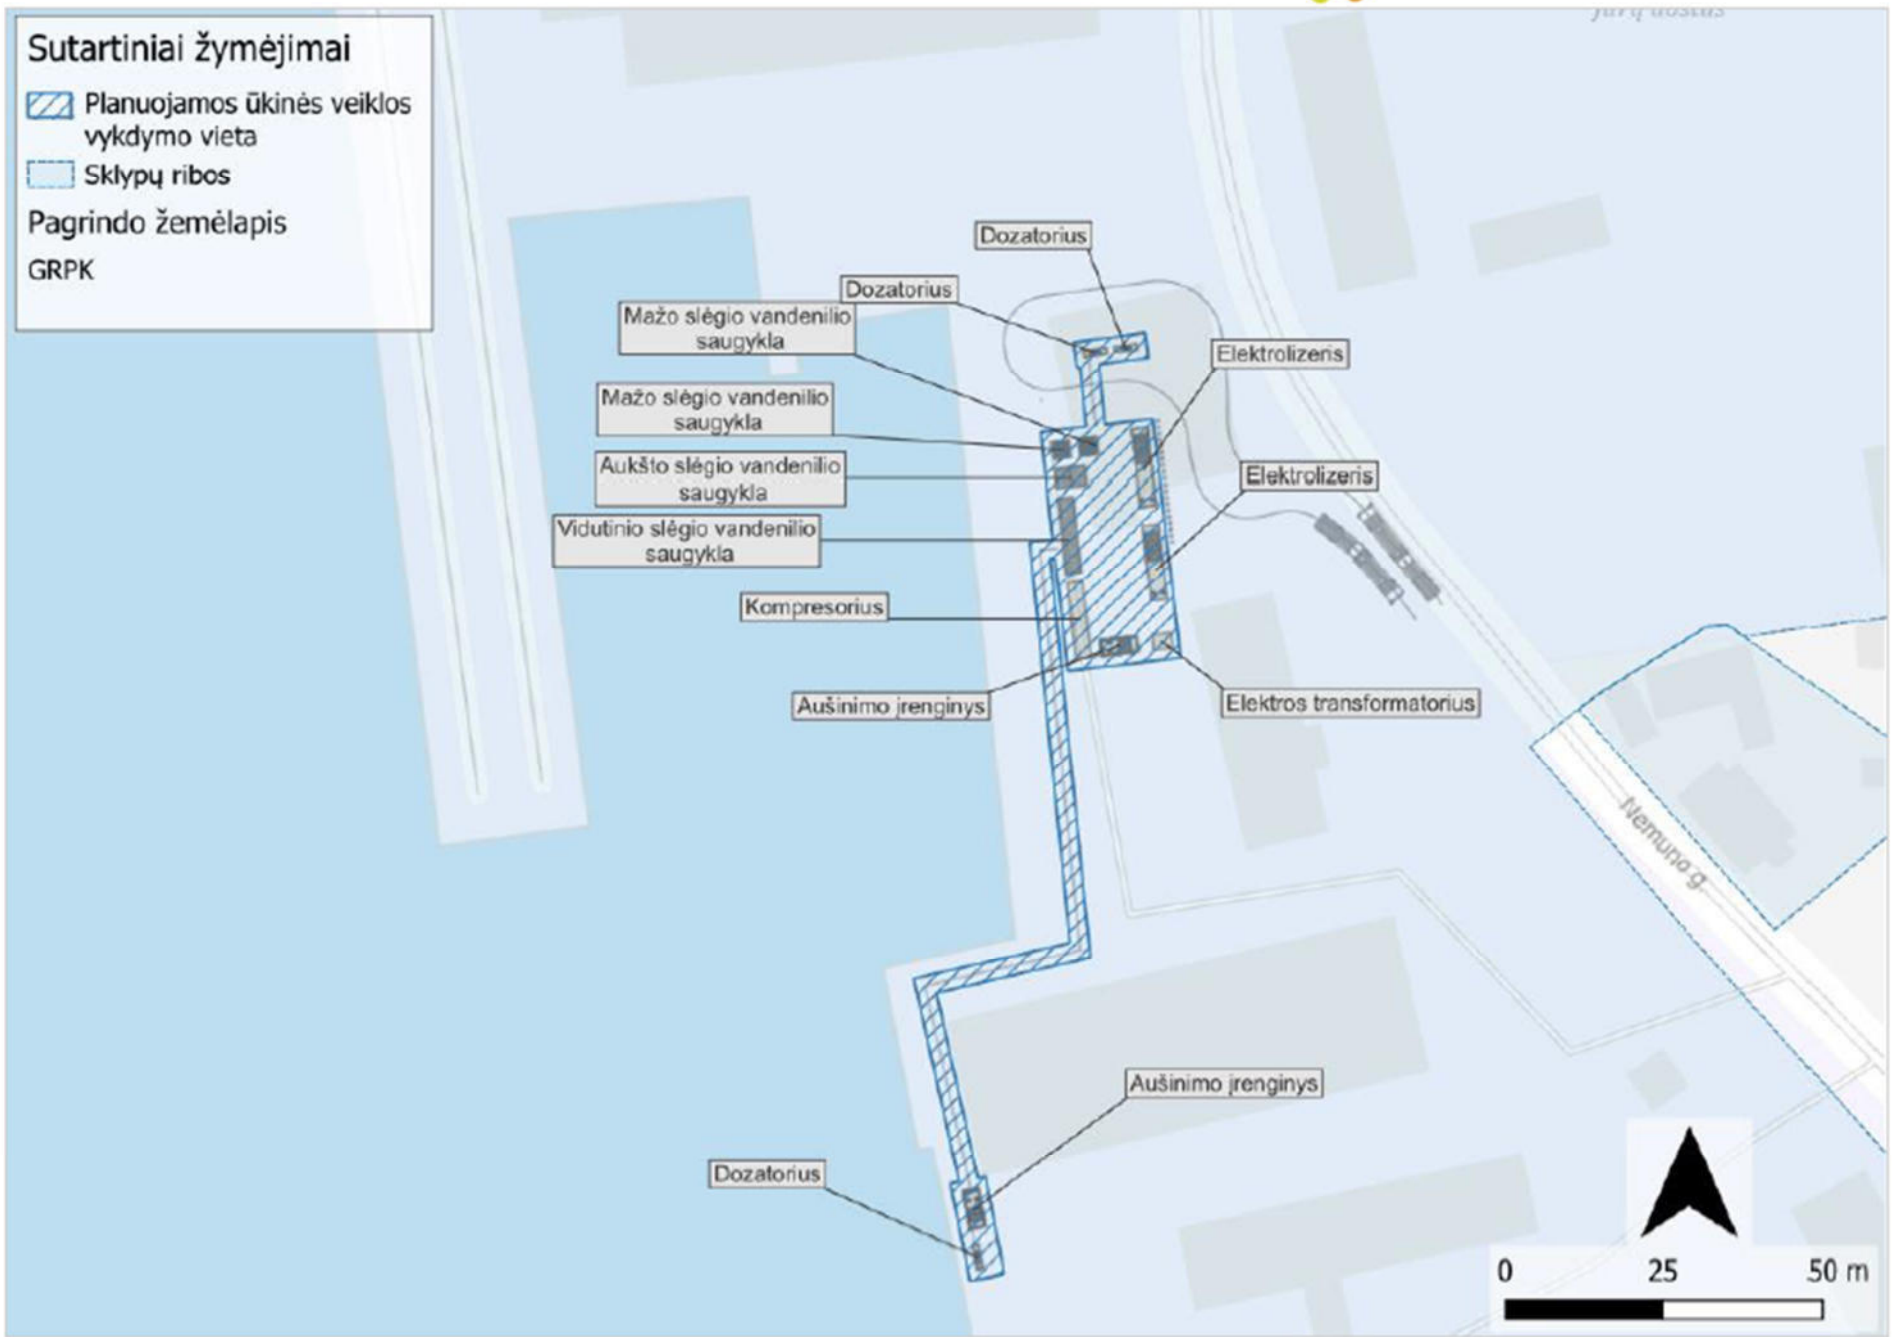 Sutartiniai žymėjimai
Planuojamos ūkinės veiklos
vykdymo vieta
Sklypų ribos
Pagrindo žemėlapis
GRPK
Dozatorius
Dozatorius
Mažo slėgio vandenilio
saugykla
Elektrolizeris
Mažo slėgio vandenilio
saugykla
Aukšto slėgio vandenilio
saugykla
Elektrolizeris
Vidutinio slėgio vandenilio
saugykla
Kompresorius
Aušinimo įrenginys
Elektros transformatorius
Nemuno g.
Aušinimo įrenginys
Dozatorius
0 25 50 m